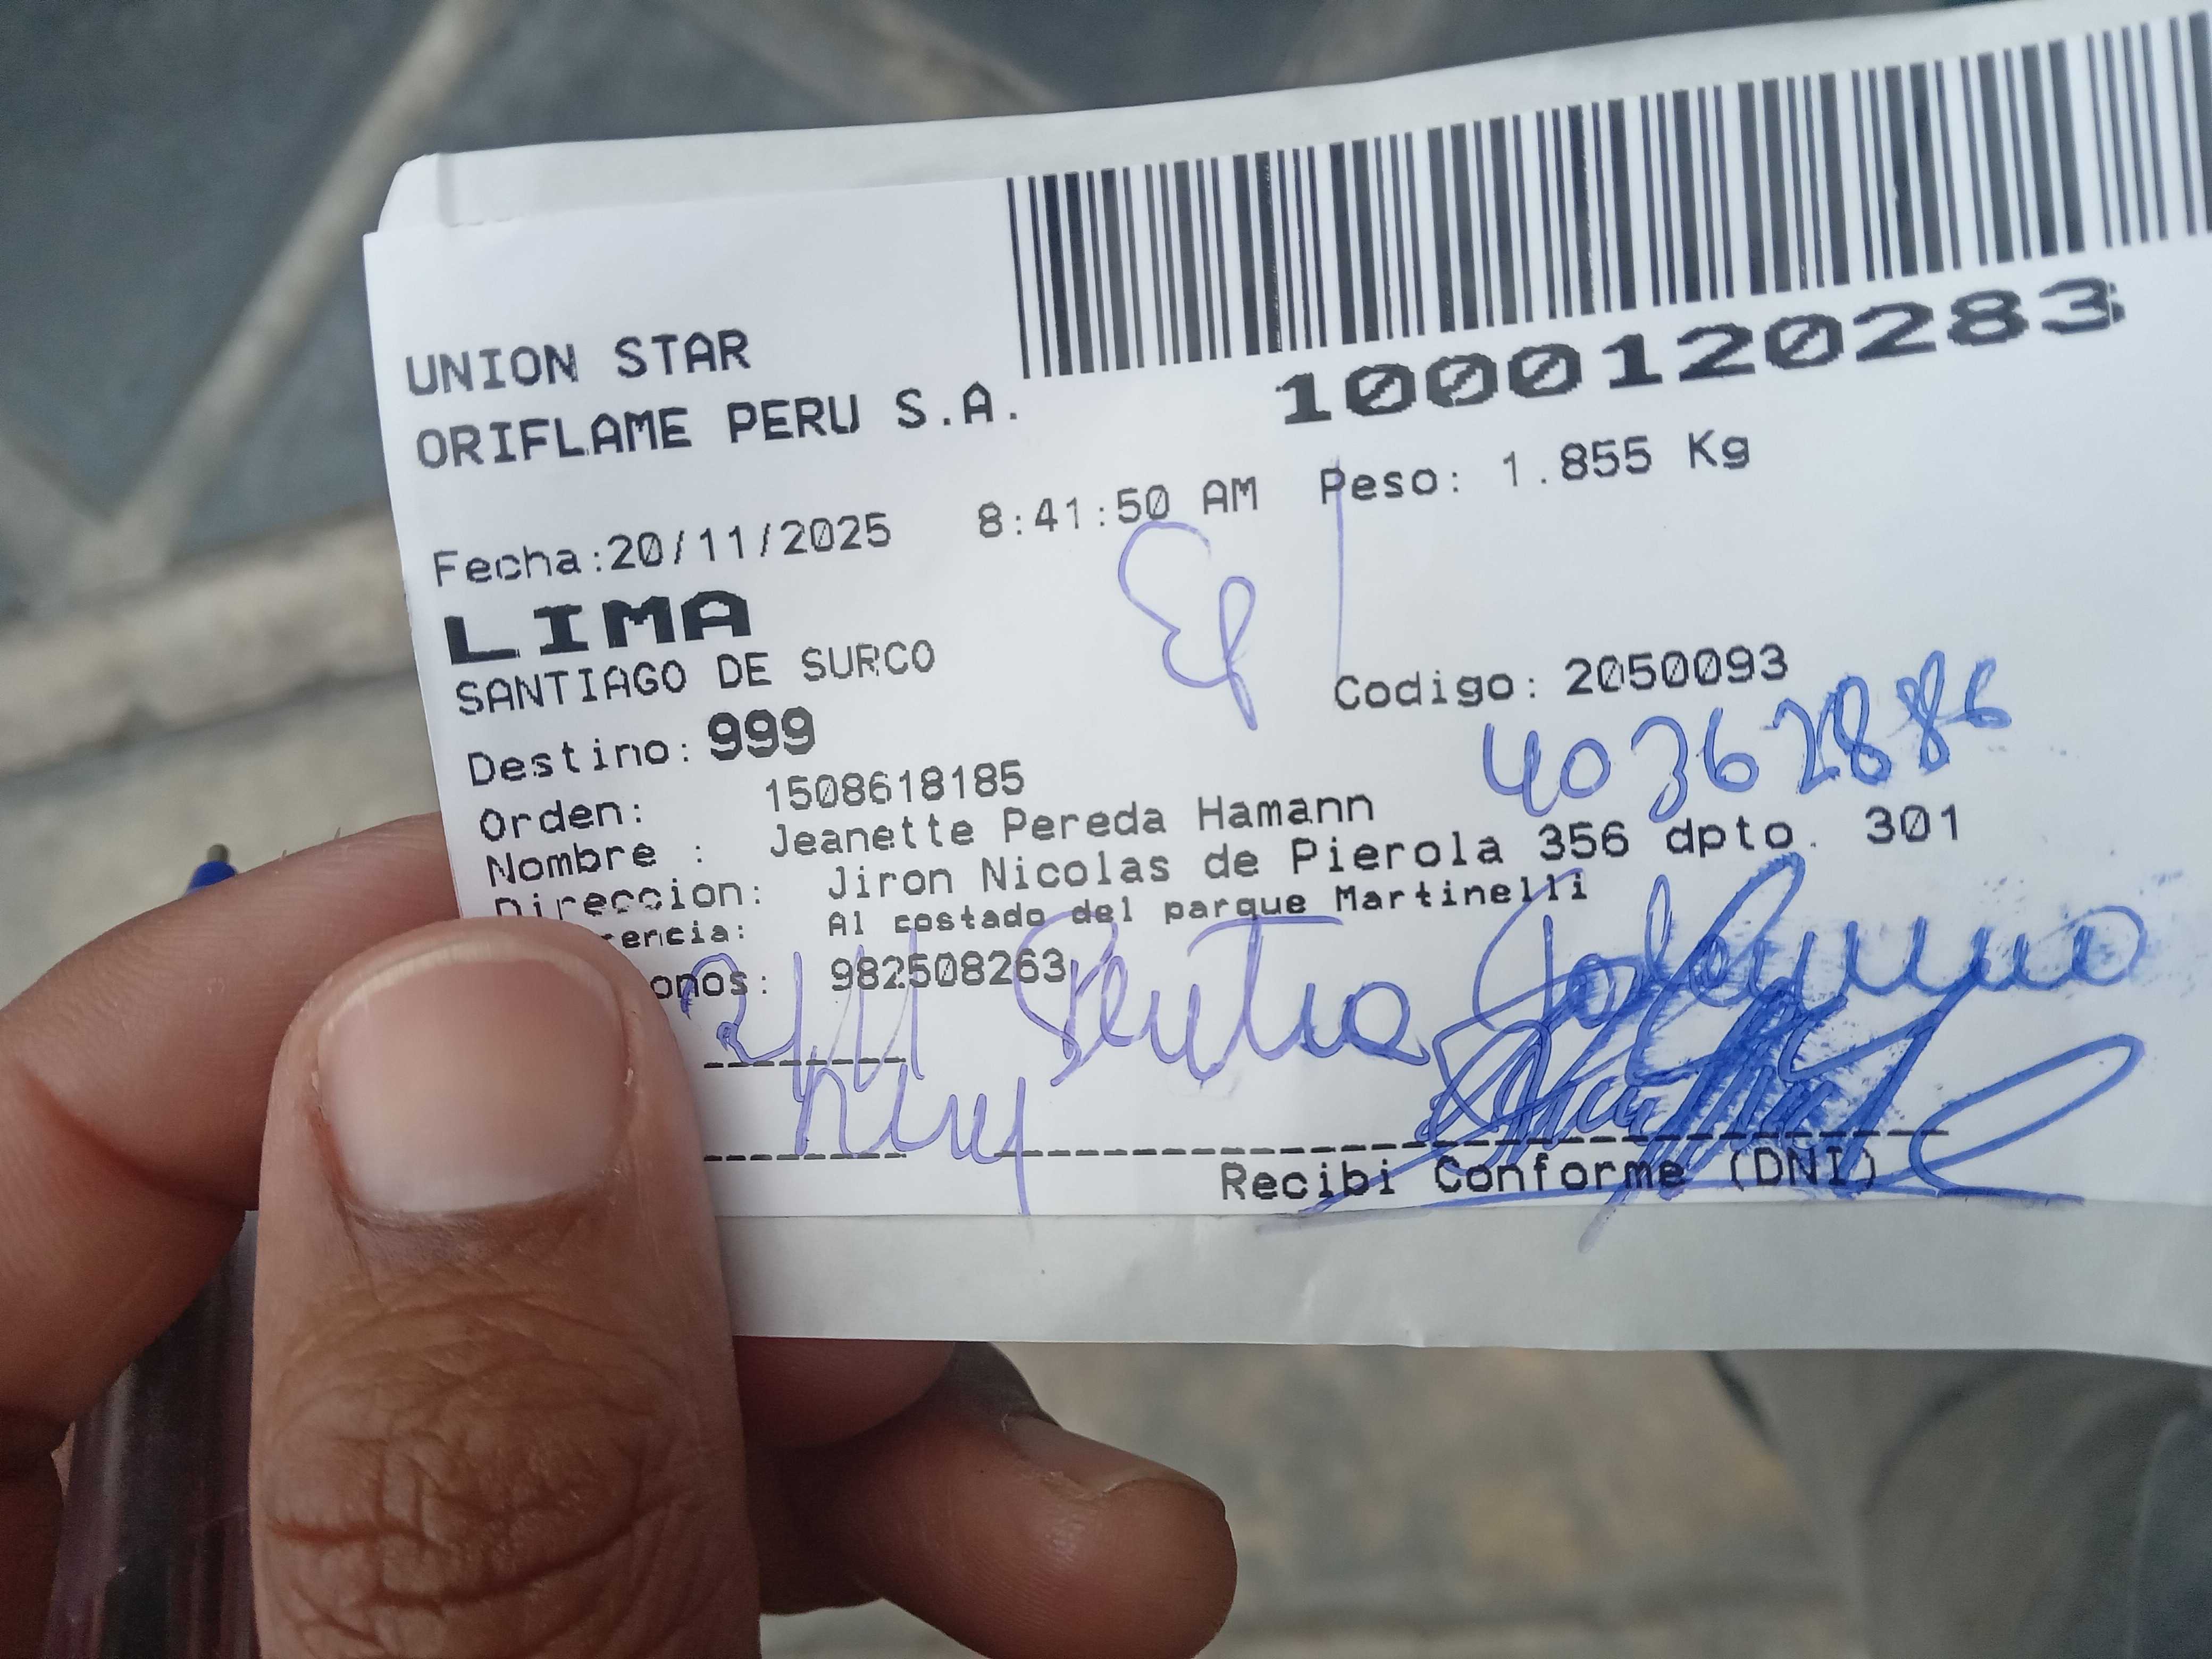 UNION STAR
ORIFLAME PERU S.A.
1000120283
Fecha:20/11/2025 8:41:50 AM Peso: 1.855 Kg
LIMA
SANTIAGO DE SURCO
Codigo: 2050093
Destino: 999
40362886
Orden: 1508618185
Nombre : Jeanette Pereda Hamann
Direccion: Jiron Nicolas de Pierola 356 dpto. 301
rencia: Al costado del parque Martinelli
onos: 982508263
Recibi Conforme (DNI)